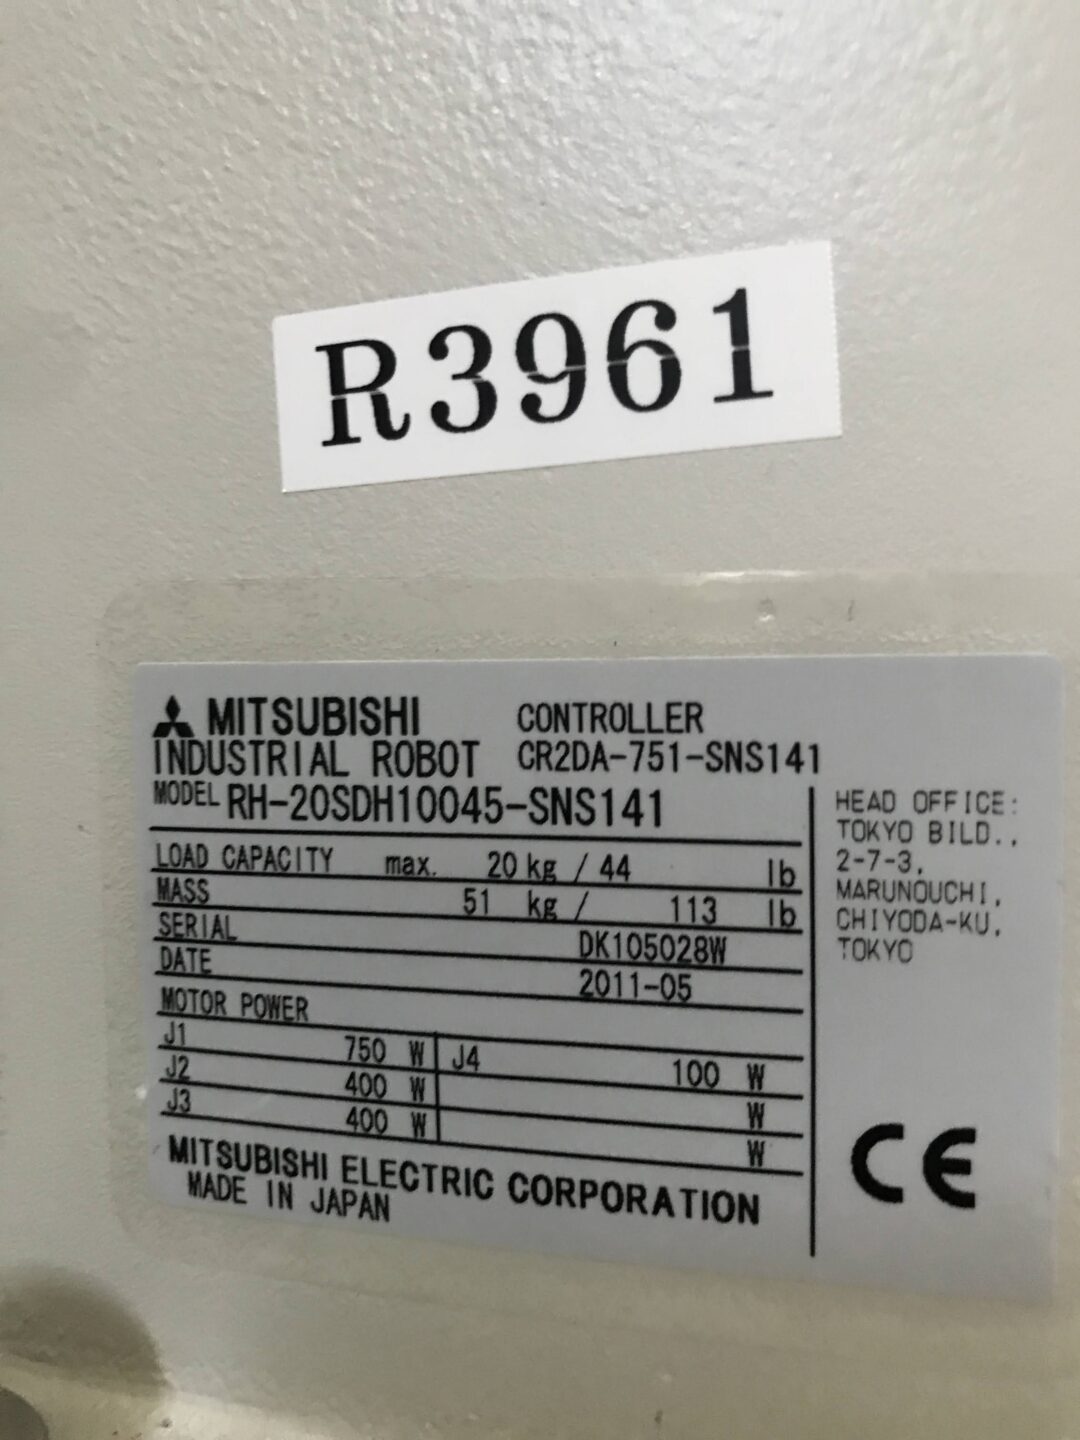 R3961
MITSUBISHI CONTROLLER
INDUSTRIAL ROBOT CR2DA-751-SNS141
MODEL RH-20SDH10045-SNS141
LOAD CAPACITY max. 20 kg / 44 lb
MASS 51 kg / 113 lb
SERIAL DK105028W
DATE 2011-05
MOTOR POWER
J1 750 W J4 100 W
J2 400 W W
J3 400 W W
MITSUBISHI ELECTRIC CORPORATION
MADE IN JAPAN
HEAD OFFICE:
TOKYO BILD.,
2-7-3,
MARUNOUCHI,
CHIYODA-KU,
TOKYO
CE